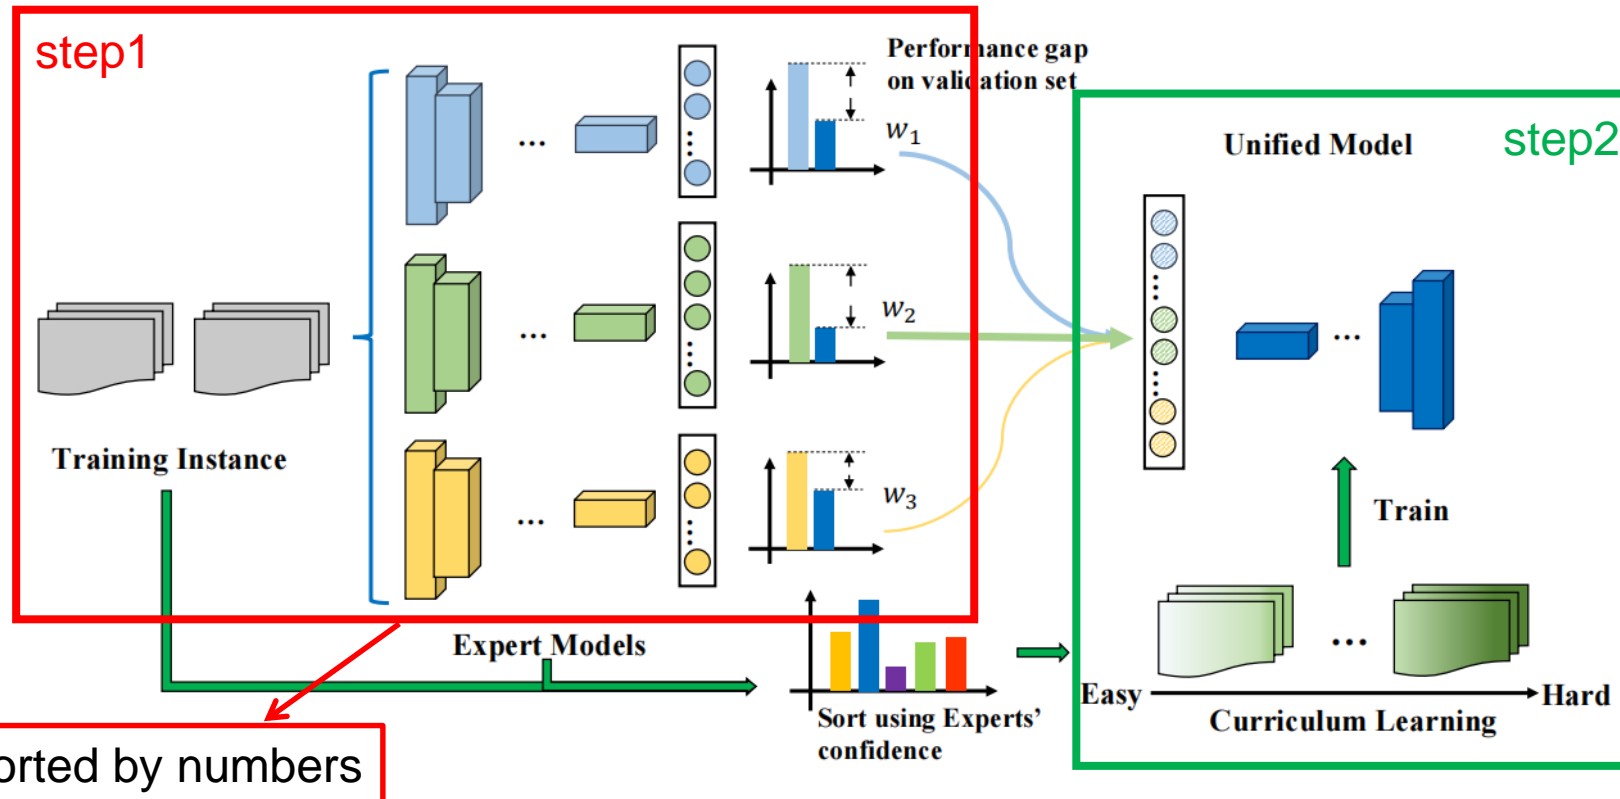 step1
Performance gap
on validation set
step2
Unified Model
w₁
...
w₂
...
...
Training Instance
w₃
...
Train
Expert Models
...
Easy
Hard
Sort using Experts'
confidence
Curriculum Learning
by numbers